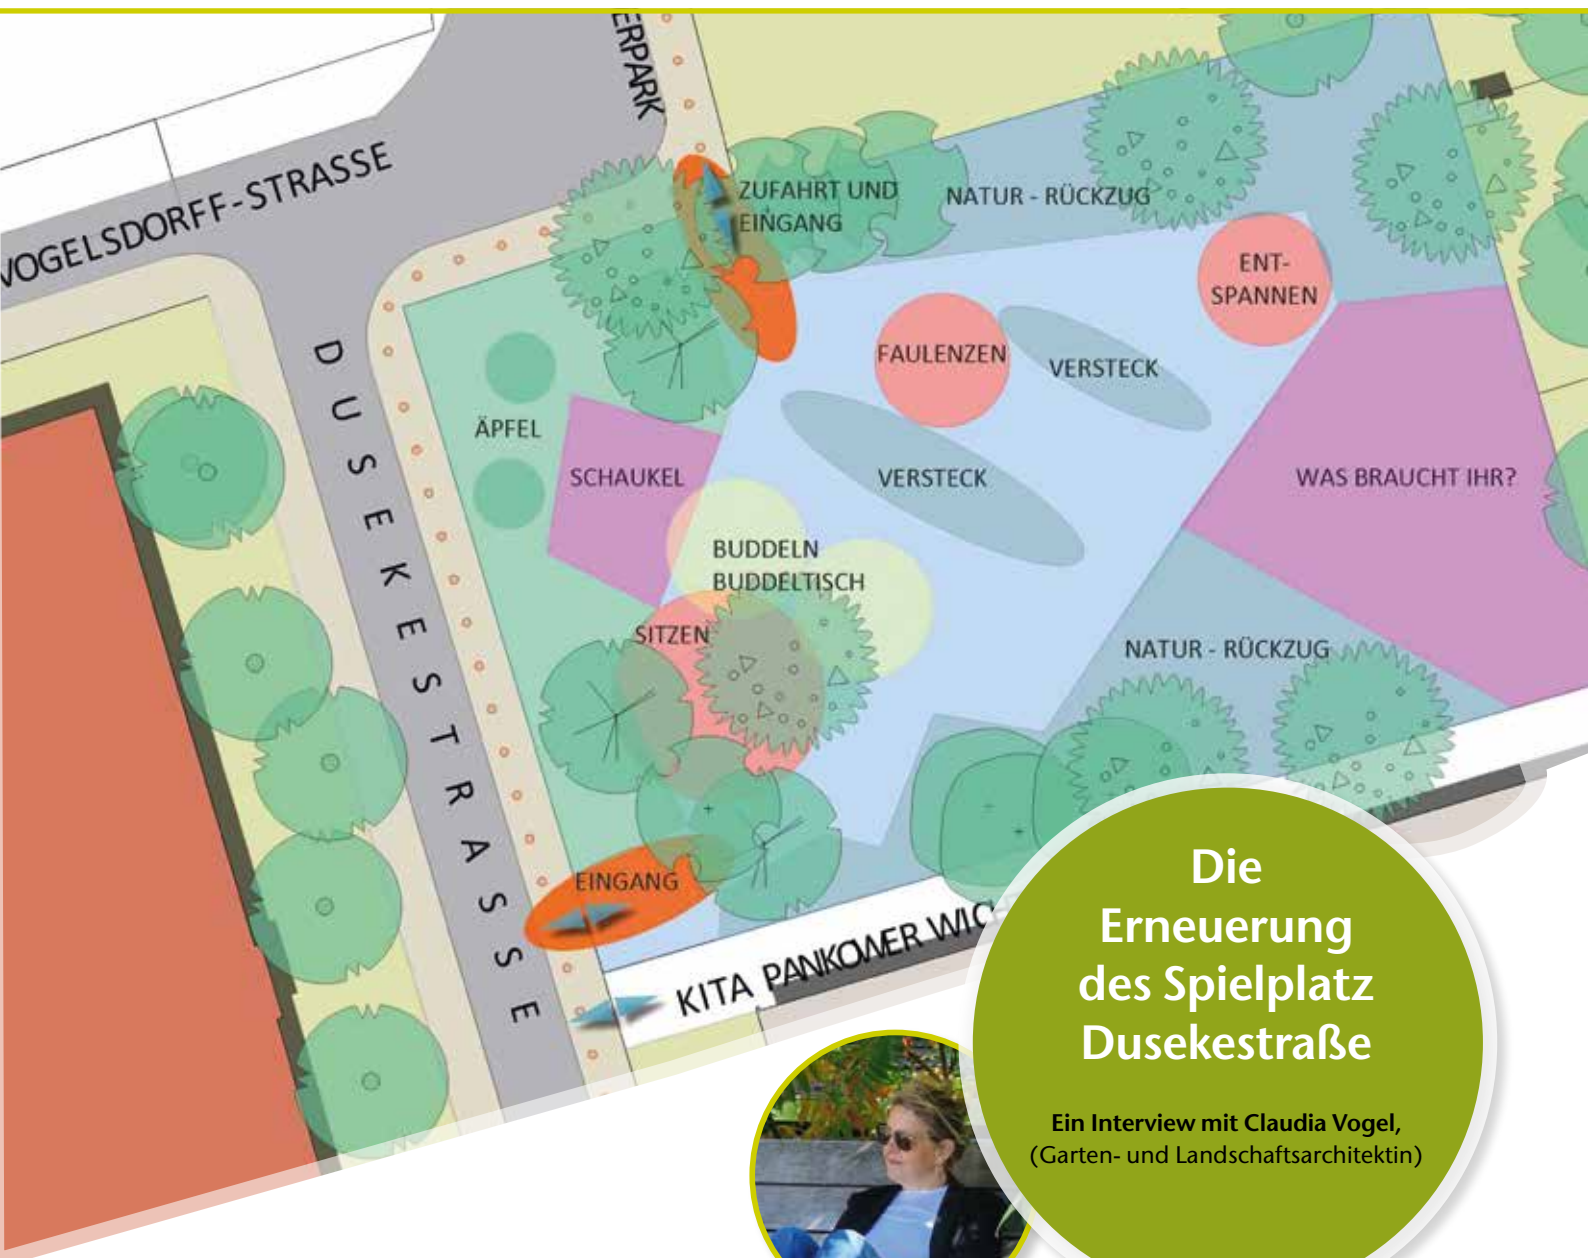 ERPARK
VOGELSDORFF-STRASSE
ZUFAHRT UND
EINGANG
NATUR - RÜCKZUG
ENT-
SPANNEN
FAULENZEN
VERSTECK
DUSEKESTRASSE
ÄPFEL
SCHAUKEL
VERSTECK
WAS BRAUCHT IHR?
BUDDELN
BUDDELTISCH
SITZEN
NATUR - RÜCKZUG
EINGANG
KITA PANKOWER WICH
Die
Erneuerung
des Spielplatz
Dusekestraße
Ein Interview mit Claudia Vogel,
(Garten- und Landschaftsarchitektin)